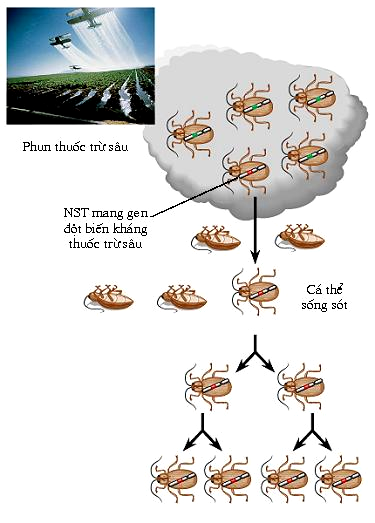 Phun thuốc trừ sâu
NST mang gen
đột biến kháng
thuốc trừ sâu
Cá thể
sống sót